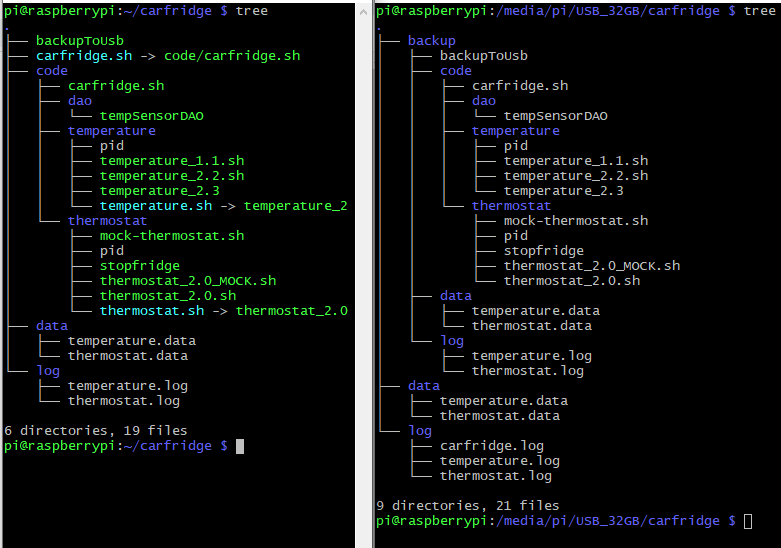 pi@raspberrypi:~/carfridge $ tree
.
├── backupToUsb
├── carfridge.sh -> code/carfridge.sh
├── code
│   ├── carfridge.sh
│   ├── dao
│   │   └── tempSensorDAO
│   ├── temperature
│   │   ├── pid
│   │   ├── temperature_1.1.sh
│   │   ├── temperature_2.2.sh
│   │   ├── temperature_2.3
│   │   └── temperature.sh -> temperature_2
│   └── thermostat
│       ├── mock-thermostat.sh
│       ├── pid
│       ├── stopfridge
│       ├── thermostat_2.0_MOCK.sh
│       ├── thermostat_2.0.sh
│       └── thermostat.sh -> thermostat_2.0
├── data
│   ├── temperature.data
│   └── thermostat.data
└── log
    ├── temperature.log
    └── thermostat.log
6 directories, 19 files
pi@raspberrypi:~/carfridge $
pi@raspberrypi:/media/pi/USB_32GB/carfridge $ tree
.
├── backup
│   ├── backupToUsb
│   ├── code
│   │   ├── carfridge.sh
│   │   ├── dao
│   │   │   └── tempSensorDAO
│   │   ├── temperature
│   │   │   ├── pid
│   │   │   ├── temperature_1.1.sh
│   │   │   ├── temperature_2.2.sh
│   │   │   └── temperature_2.3
│   │   └── thermostat
│   │       ├── mock-thermostat.sh
│   │       ├── pid
│   │       ├── stopfridge
│   │       ├── thermostat_2.0_MOCK.sh
│   │       └── thermostat_2.0.sh
│   ├── data
│   │   ├── temperature.data
│   │   └── thermostat.data
│   └── log
│       ├── temperature.log
│       └── thermostat.log
├── data
│   ├── temperature.data
│   └── thermostat.data
└── log
    ├── carfridge.log
    ├── temperature.log
    └── thermostat.log
9 directories, 21 files
pi@raspberrypi:/media/pi/USB_32GB/carfridge $